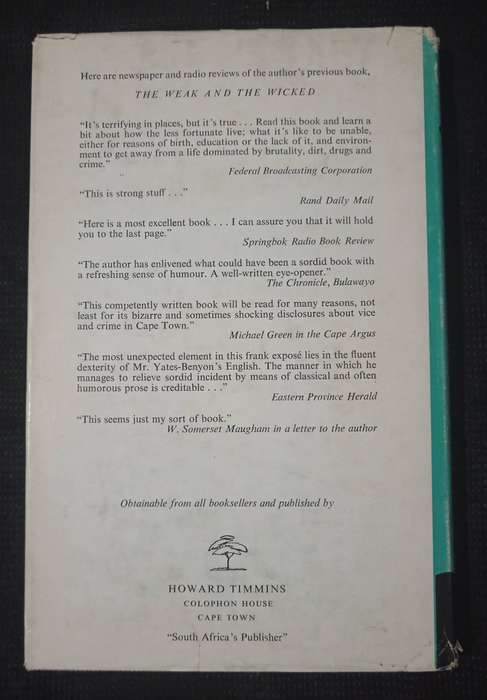 Here are newspaper and radio reviews of the author's previous book,
THE WEAK AND THE WICKED
"It's terrifying in places, but it's true . . . Read this book and learn a
bit about how the less fortunate live; what it's like to be unable,
either for reasons of birth, education or the lack of it, and environ-
ment to get away from a life dominated by brutality, dirt, drugs and
crime."
Federal Broadcasting Corporation
"This is strong stuff . . ."
Rand Daily Mail
"Here is a most excellent book . . . I can assure you that it will hold
you to the last page."
Springbok Radio Book Review
"The author has enlivened what could have been a sordid book with
a refreshing sense of humour. A well-written eye-opener."
The Chronicle, Bulawayo
"This competently written book will be read for many reasons, not
least for its bizarre and sometimes shocking disclosures about vice
and crime in Cape Town."
Michael Green in the Cape Argus
"The most unexpected element in this frank exposé lies in the fluent
dexterity of Mr. Yates-Benyon's English. The manner in which he
manages to relieve sordid incident by means of classical and often
humorous prose is creditable . . ."
Eastern Province Herald
"This seems just my sort of book."
W. Somerset Maugham in a letter to the author
Obtainable from all booksellers and published by
HOWARD TIMMINS
COLOPHON HOUSE
CAPE TOWN
"South Africa's Publisher"